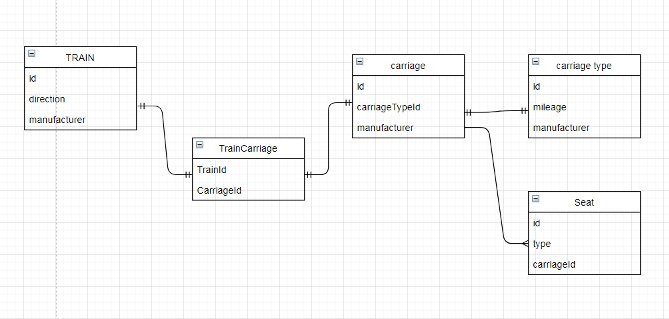 TRAIN
id
direction
manufacturer
TrainCarriage
TrainId
CarriageId
carriage
id
carriageTypeId
manufacturer
carriage type
id
mileage
manufacturer
Seat
id
type
carriageId